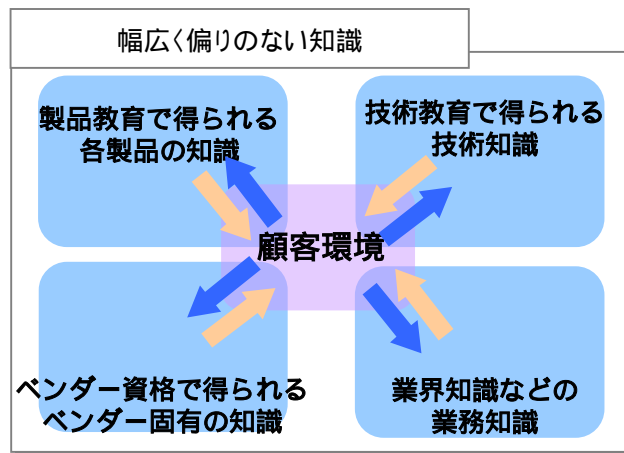 幅広く偏りのない知識
製品教育で得られる
各製品の知識
技術教育で得られる
技術知識
顧客環境
ベンダー資格で得られる
ベンダー固有の知識
業界知識などの
業務知識